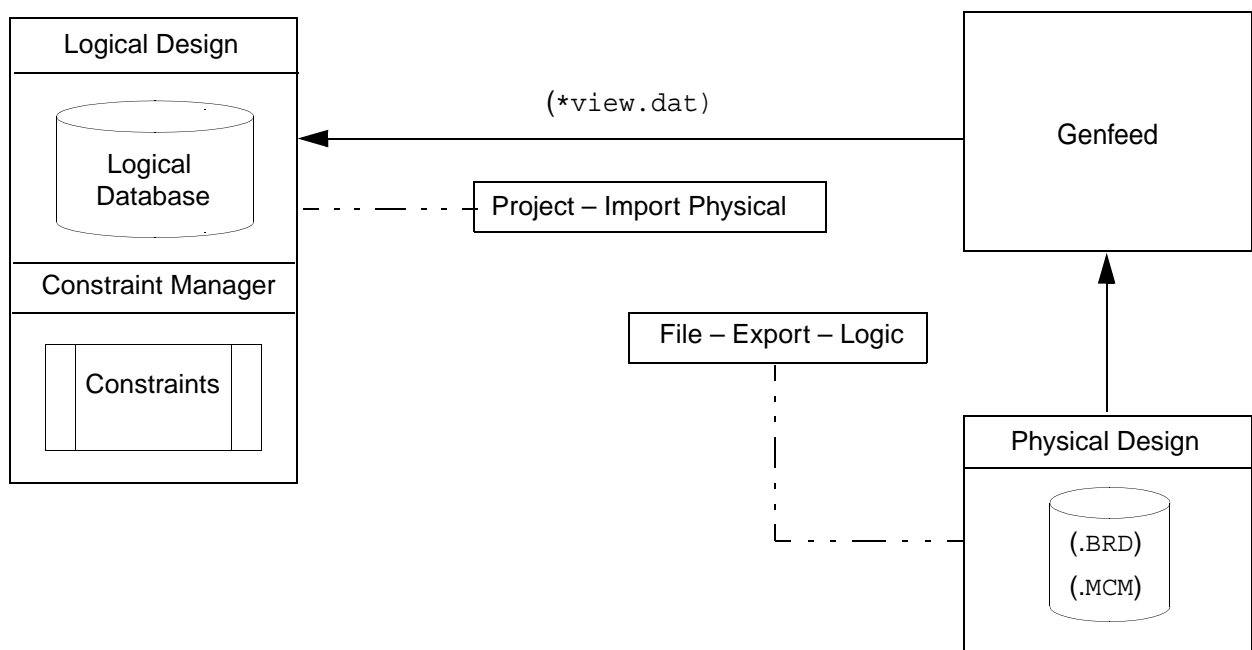 Logical Design
(*view.dat)
Genfeed
Logical
Database
Project – Import Physical
Constraint Manager
File – Export – Logic
Constraints
Physical Design
(.BRD)
(.MCM)